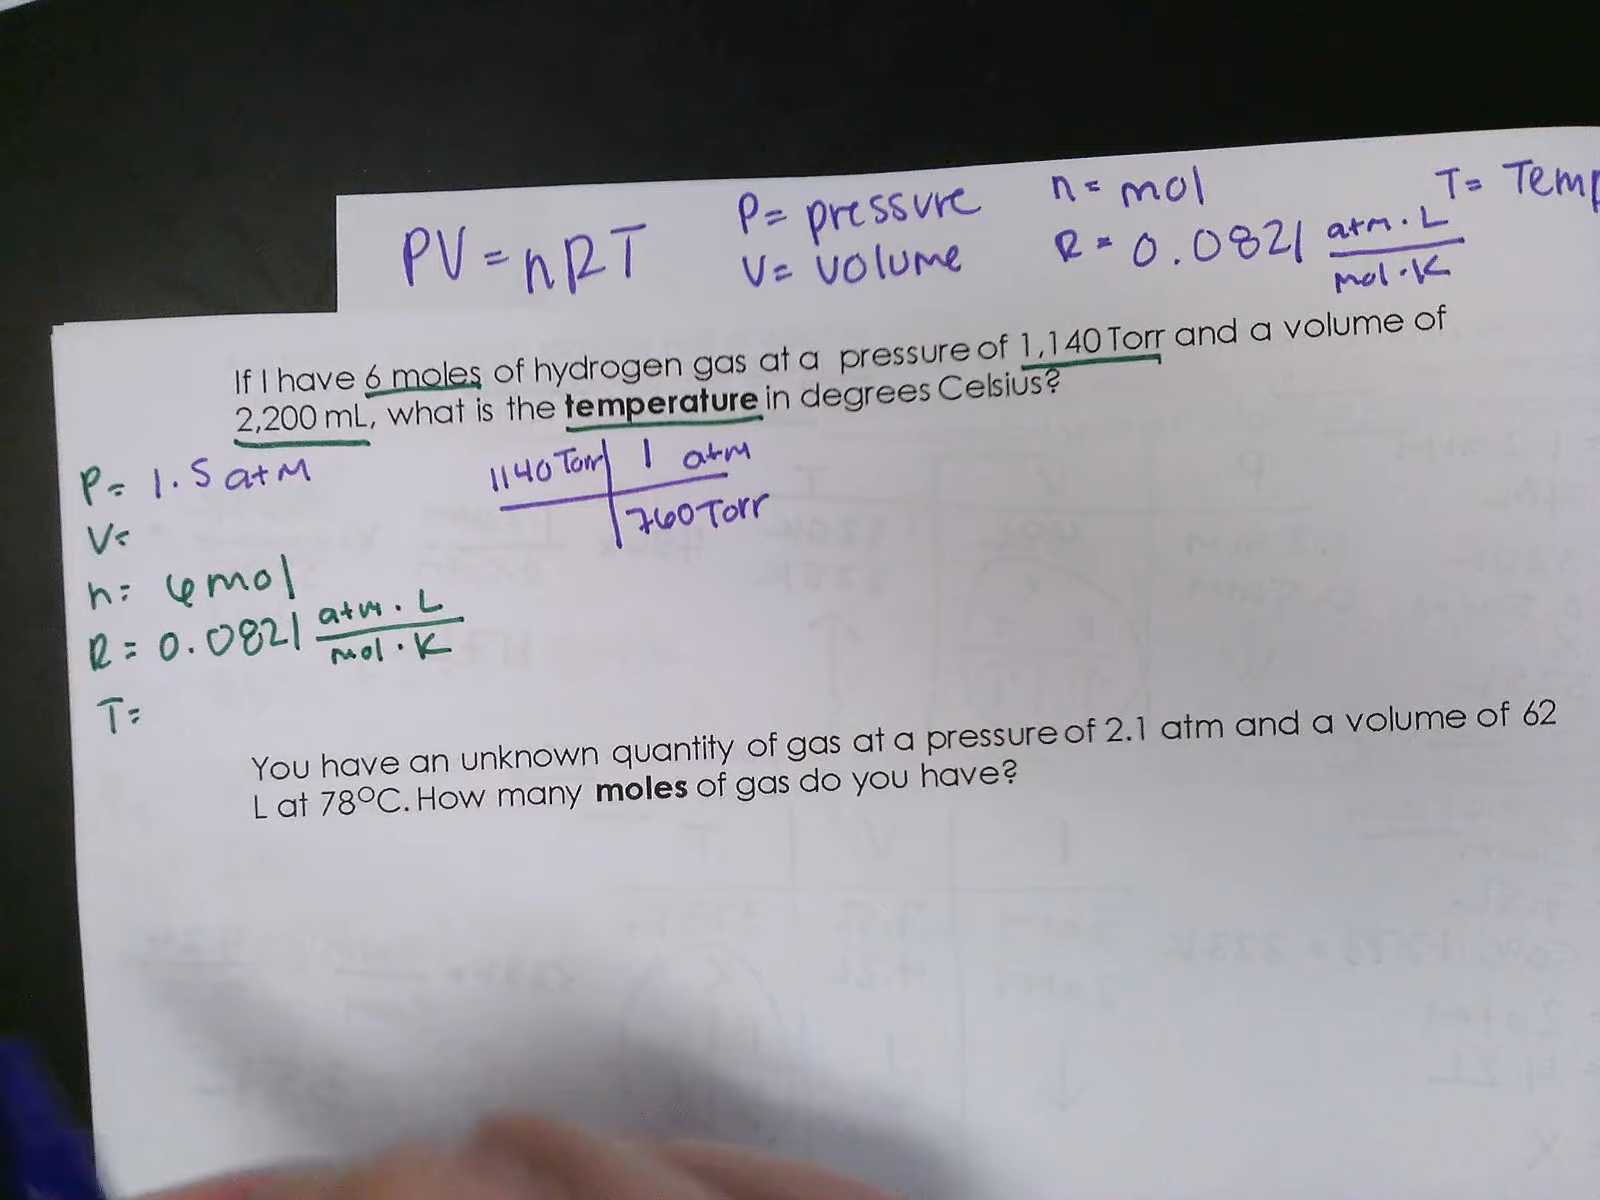 PV = nRT
P = pressure
V = volume
n = mol
R = 0.0821 atm · L / mol · K
T = Temp
If I have 6 moles of hydrogen gas at a pressure of 1,140 Torr and a volume of
2,200 mL, what is the temperature in degrees Celsius?
P = 1.5 atm
V =
n = 6 mol
R = 0.0821 atm · L / mol · K
T =
1140 Torr | 1 atm
760 Torr
You have an unknown quantity of gas at a pressure of 2.1 atm and a volume of 62
L at 78°C. How many moles of gas do you have?